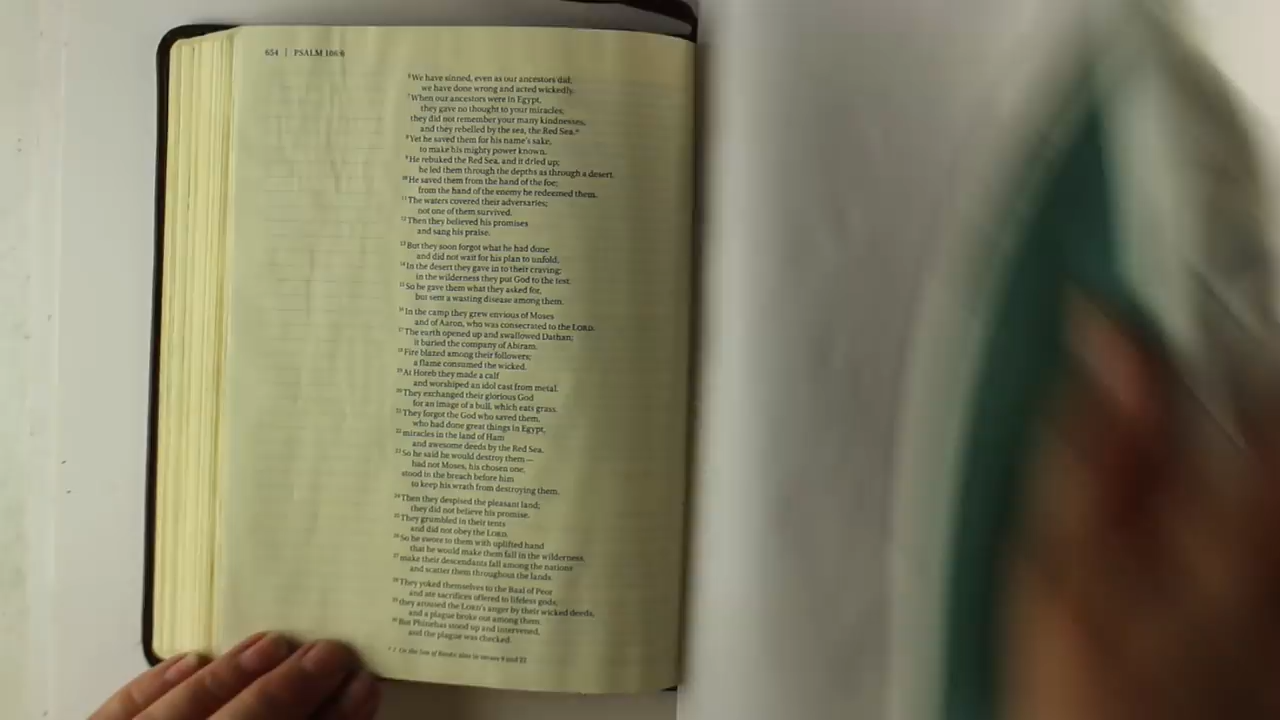 654 | PSALM 106:6
6 We have sinned, even as our ancestors did;
we have done wrong and acted wickedly.
7 When our ancestors were in Egypt,
they gave no thought to your miracles;
they did not remember your many kindnesses,
and they rebelled by the sea, the Red Sea.a
8 Yet he saved them for his name's sake,
to make his mighty power known.
9 He rebuked the Red Sea, and it dried up;
he led them through the depths as through a desert.
10 He saved them from the hand of the foe;
from the hand of the enemy he redeemed them.
11 The waters covered their adversaries;
not one of them survived.
12 Then they believed his promises
and sang his praise.
13 But they soon forgot what he had done
and did not wait for his plan to unfold.
14 In the desert they gave in to their craving;
in the wilderness they put God to the test.
15 So he gave them what they asked for,
but sent a wasting disease among them.
16 In the camp they grew envious of Moses
and of Aaron, who was consecrated to the LORD.
17 The earth opened up and swallowed Dathan;
it buried the company of Abiram.
18 Fire blazed among their followers;
a flame consumed the wicked.
19 At Horeb they made a calf
and worshiped an idol cast from metal.
20 They exchanged their glorious God
for an image of a bull, which eats grass.
21 They forgot the God who saved them,
who had done great things in Egypt,
22 miracles in the land of Ham
and awesome deeds by the Red Sea.
23 So he said he would destroy them—
had not Moses, his chosen one,
stood in the breach before him
to keep his wrath from destroying them.
24 Then they despised the pleasant land;
they did not believe his promise.
25 They grumbled in their tents
and did not obey the LORD.
26 So he swore to them with uplifted hand
that he would make them fall in the wilderness,
27 make their descendants fall among the nations
and scatter them throughout the lands.
28 They yoked themselves to the Baal of Peor
and ate sacrifices offered to lifeless gods;
29 they aroused the LORD's anger by their wicked deeds,
and a plague broke out among them.
30 But Phinehas stood up and intervened,
and the plague was checked.
a 7 Or the Sea of Reeds; also in verses 9 and 22